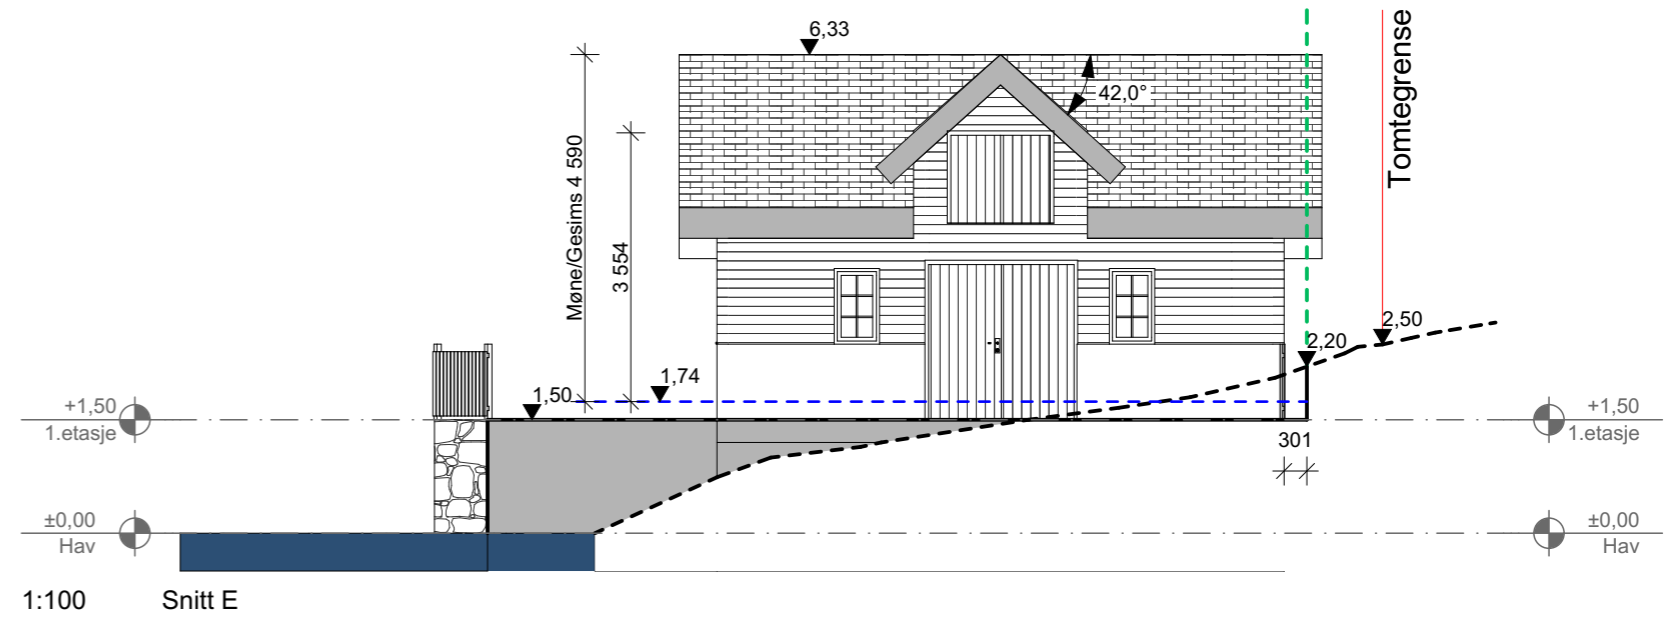 6,33
42,0°
Tomtegrense
Møne/Gesims 4 590
3 554
2,50
2,20
1,74
1,50
+1,50
1.etasje
+1,50
1.etasje
301
±0,00
Hav
±0,00
Hav
1:100 Snitt E